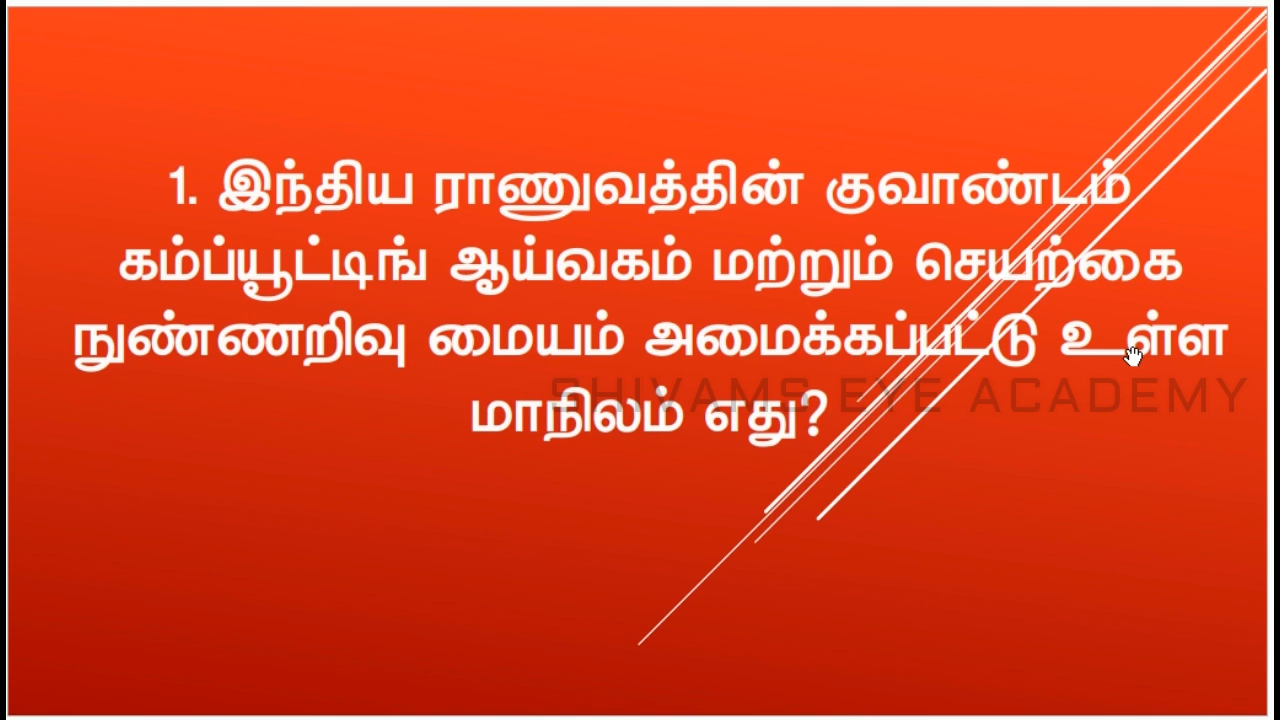 1. இந்திய ராணுவத்தின் குவாண்டம்
கம்ப்யூட்டிங் ஆய்வகம் மற்றும் செயற்கை
நுண்ணறிவு மையம் அமைக்கப்பட்டு உள்ள
மாநிலம் எது?
SHIVAMS EYE ACADEMY